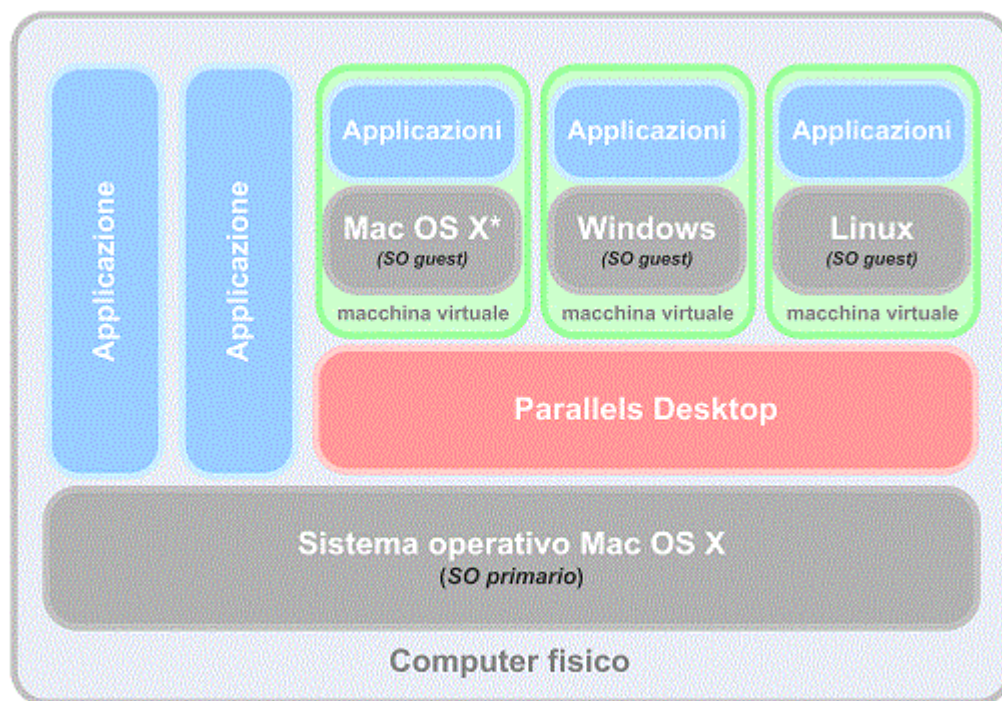 Applicazione
Applicazione
Applicazioni
Mac OS X*
(SO guest)
macchina virtuale
Applicazioni
Windows
(SO guest)
macchina virtuale
Applicazioni
Linux
(SO guest)
macchina virtuale
Parallels Desktop
Sistema operativo Mac OS X
(SO primario)
Computer fisico